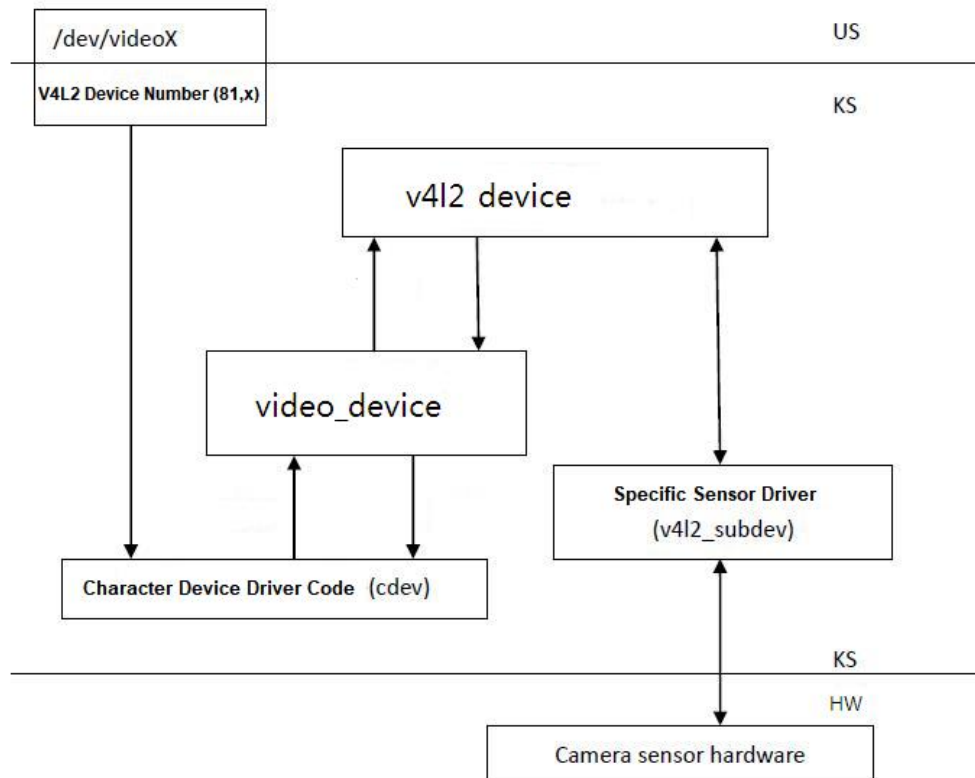 /dev/videoX
US
V4L2 Device Number (81,x)
KS
v4l2 device
video_device
Specific Sensor Driver
(v4l2_subdev)
Character Device Driver Code (cdev)
KS
HW
Camera sensor hardware